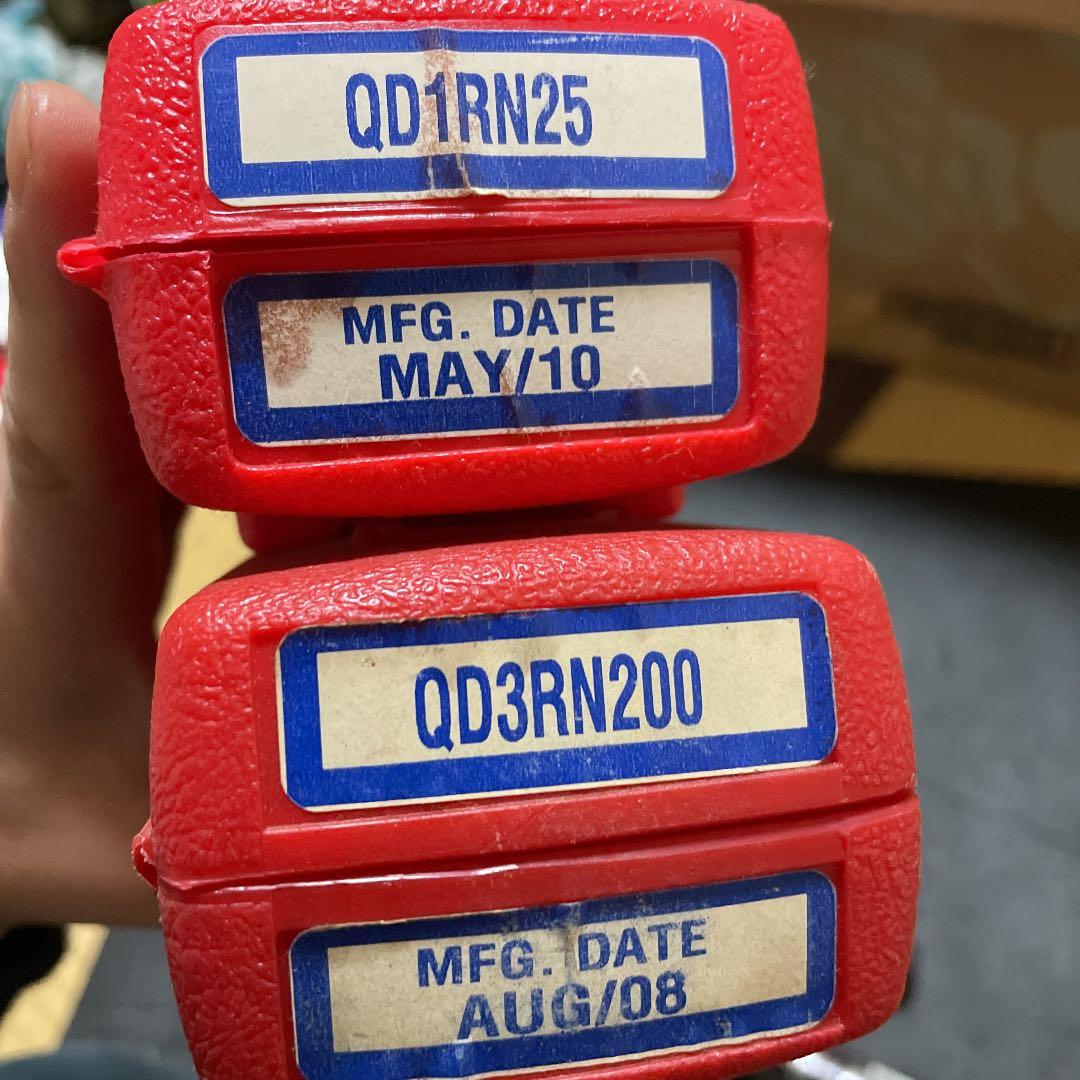 QD1RN25
MFG. DATE
MAY/10
QD3RN200
MFG. DATE
AUG/08